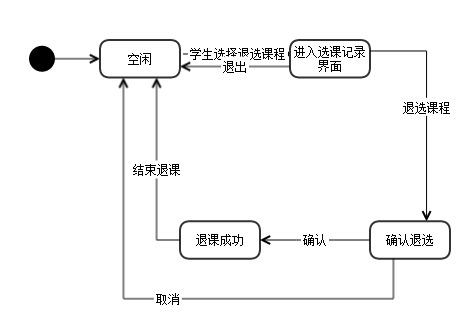 空闲
学生选择退选课程
退出
进入选课记录
界面
退选课程
结束退课
退课成功
确认
确认退选
取消